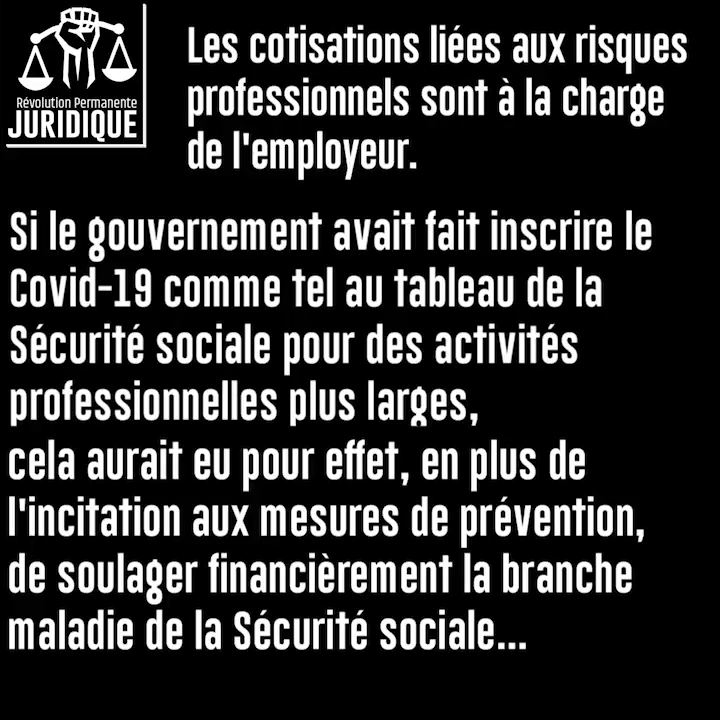 Révolution Permanente
JURIDIQUE
Les cotisations liées aux risques
professionnels sont à la charge
de l'employeur.
Si le gouvernement avait fait inscrire le
Covid-19 comme tel au tableau de la
Sécurité sociale pour des activités
professionnelles plus larges,
cela aurait eu pour effet, en plus de
l'incitation aux mesures de prévention,
de soulager financièrement la branche
maladie de la Sécurité sociale...